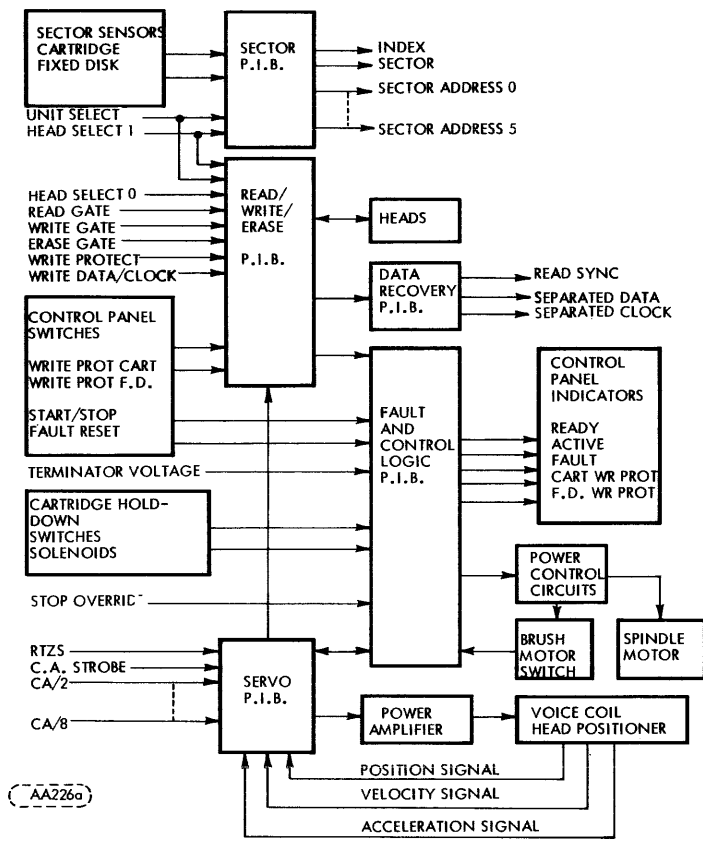 SECTOR SENSORS
CARTRIDGE
FIXED DISK
SECTOR
P.I.B.
INDEX
SECTOR
SECTOR ADDRESS 0
SECTOR ADDRESS 5
UNIT SELECT
HEAD SELECT 1
HEAD SELECT 0
READ GATE
WRITE GATE
ERASE GATE
WRITE PROTECT
WRITE DATA/CLOCK
READ/
WRITE/
ERASE
P.I.B.
HEADS
DATA
RECOVERY
P.I.B.
READ SYNC
SEPARATED DATA
SEPARATED CLOCK
CONTROL PANEL
SWITCHES
WRITE PROT CART
WRITE PROT F.D.
START/STOP
FAULT RESET
FAULT
AND
CONTROL
LOGIC
P.I.B.
CONTROL
PANEL
INDICATORS
READY
ACTIVE
FAULT
CART WR PROT
F.D. WR PROT
TERMINATOR VOLTAGE
CARTRIDGE HOLD-
DOWN
SWITCHES
SOLENOIDS
STOP OVERRID
POWER
CONTROL
CIRCUITS
BRUSH
MOTOR
SWITCH
SPINDLE
MOTOR
RTZS
C.A. STROBE
CA/2
CA/8
SERVO
P.I.B.
POWER
AMPLIFIER
VOICE COIL
HEAD POSITIONER
POSITION SIGNAL
VELOCITY SIGNAL
ACCELERATION SIGNAL
AA226a